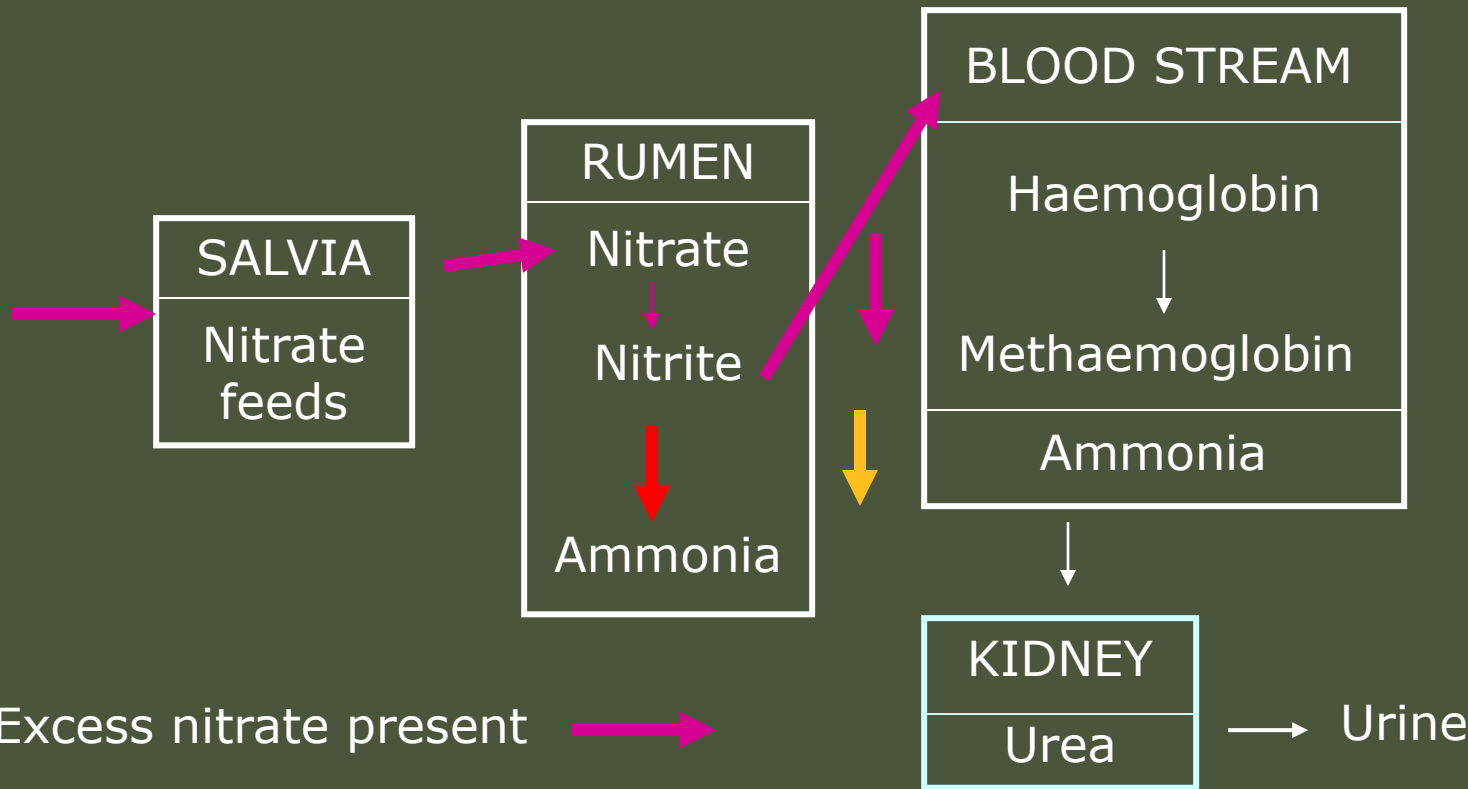 SALVIA
Nitrate
feeds
RUMEN
Nitrate
Nitrite
Ammonia
BLOOD STREAM
Haemoglobin
Methaemoglobin
Ammonia
KIDNEY
Urea
Urine
Excess nitrate present